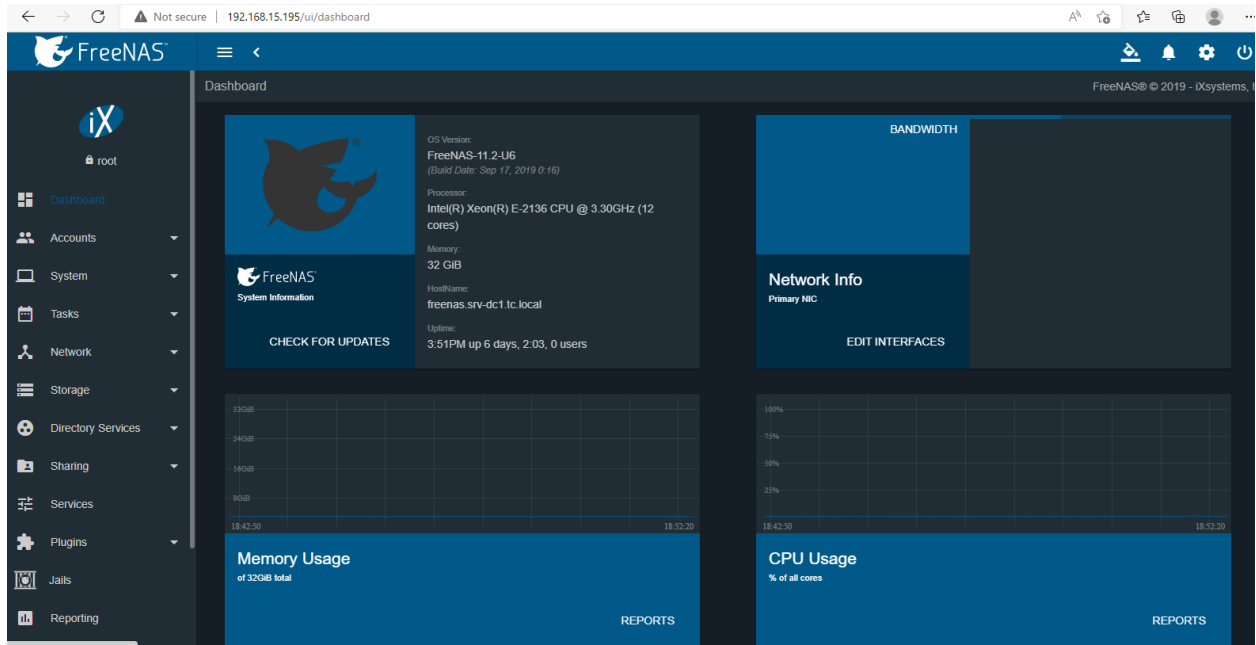 Not secure
192.168.15.195/ui/dashboard
FreeNAS
Dashboard
FreeNAS® © 2019 - iXsystems, I
iX
root
Dashboard
Accounts
System
Tasks
Network
Storage
Directory Services
Sharing
Services
Plugins
Jails
Reporting
OS Version:
FreeNAS-11.2-U6
(Build Date: Sep 17, 2019 0:16)
Processor:
Intel(R) Xeon(R) E-2136 CPU @ 3.30GHz (12
cores)
Memory:
32 GiB
HostName:
freenas.srv-dc1.tc.local
Uptime:
3:51PM up 6 days, 2:03, 0 users
FreeNAS
System Information
CHECK FOR UPDATES
BANDWIDTH
Network Info
Primary NIC
EDIT INTERFACES
32GiB
24GiB
16GiB
8GiB
18:42:50
18:52:20
Memory Usage
of 32GiB total
REPORTS
100%
75%
50%
25%
18:42:50
18:52:20
CPU Usage
% of all cores
REPORTS